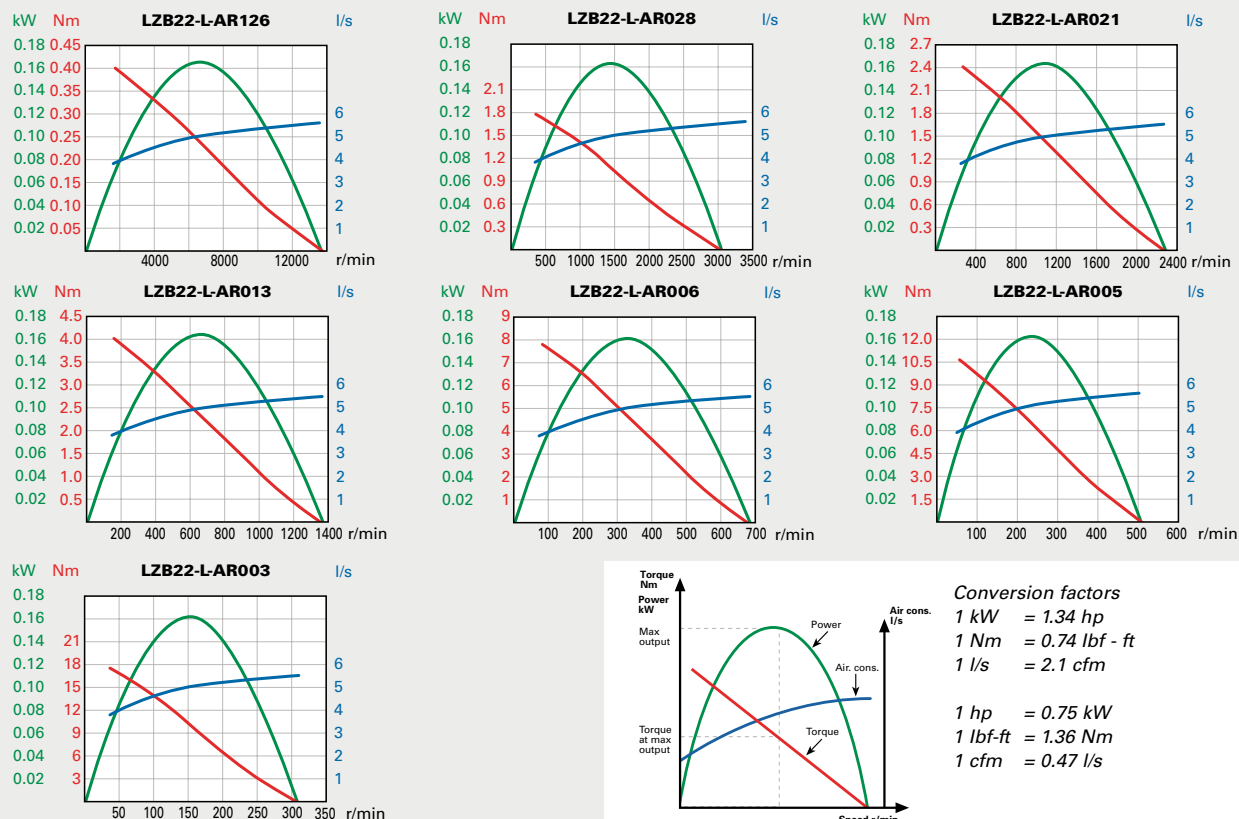 kW Nm LZB22-L-AR126 l/s
0.18 0.45
0.16 0.40
0.14 0.35
0.12 0.30 6
0.10 0.25 5
0.08 0.20 4
0.06 0.15 3
0.04 0.10 2
0.02 0.05 1
4000 8000 12000 r/min
kW Nm LZB22-L-AR028 l/s
0.18
0.16
0.14 2.1
0.12 1.8 6
0.10 1.5 5
0.08 1.2 4
0.06 0.9 3
0.04 0.6 2
0.02 0.3 1
500 1000 1500 2000 2500 3000 3500 r/min
kW Nm LZB22-L-AR021 l/s
0.18 2.7
0.16 2.4
0.14 2.1
0.12 1.8 6
0.10 1.5 5
0.08 1.2 4
0.06 0.9 3
0.04 0.6 2
0.02 0.3 1
400 800 1200 1600 2000 2400 r/min
kW Nm LZB22-L-AR013 l/s
0.18 4.5
0.16 4.0
0.14 3.5
0.12 3.0 6
0.10 2.5 5
0.08 2.0 4
0.06 1.5 3
0.04 1.0 2
0.02 0.5 1
200 400 600 800 1000 1200 1400 r/min
kW Nm LZB22-L-AR006 l/s
0.18 9
0.16 8
0.14 7
0.12 6 6
0.10 5 5
0.08 4 4
0.06 3 3
0.04 2 2
0.02 1 1
100 200 300 400 500 600 700 r/min
kW Nm LZB22-L-AR005 l/s
0.18
0.16 12.0
0.14 10.5
0.12 9.0 6
0.10 7.5 5
0.08 5.0 4
0.06 4.5 3
0.04 3.0 2
0.02 1.5 1
100 200 300 400 500 600 r/min
kW Nm LZB22-L-AR003 l/s
0.18
0.16
0.14 21
0.12 18 6
0.10 15 5
0.08 12 4
0.06 9 3
0.04 6 2
0.02 3 1
50 100 150 200 250 300 350 r/min
Torque
Nm
Power
kW
Max
output
Torque
at max
output
Power
Air. cons.
Torque
Air cons.
l/s
Speed r/min
Conversion factors
1 kW = 1.34 hp
1 Nm = 0.74 lbf - ft
1 l/s = 2.1 cfm
1 hp = 0.75 kW
1 lbf-ft = 1.36 Nm
1 cfm = 0.47 l/s